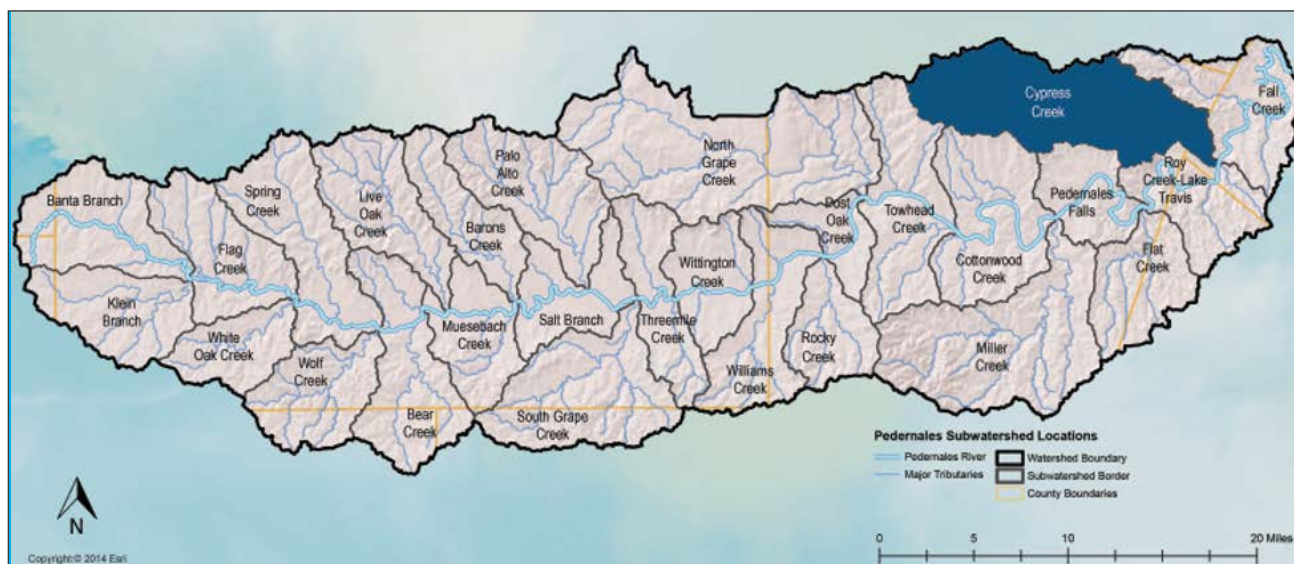 Cypress
Creek
Fall
Creek
North
Grape
Creek
Palo
Alto
Creek
Roy
Creek-Lake
Travis
Banta Branch
Spring
Creek
Live
Oak
Creek
Pedernales
Falls
Post
Oak
Creek
Towhead
Creek
Barons
Creek
Flag
Creek
Wittington
Creek
Cottonwood
Creek
Flat
Creek
Klein
Branch
Muesebach
Creek
Salt Branch
Threemile
Creek
White
Oak Creek
Wolf
Creek
Rocky
Creek
Miller
Creek
Williams
Creek
Bear
Creek
South Grape
Creek
Pedernales Subwatershed Locations
Pedernales River
Watershed Boundary
Major Tributaries
Subwatershed Border
County Boundaries
N
0 5 10 20 Miles
Copyright:© 2014 Esri